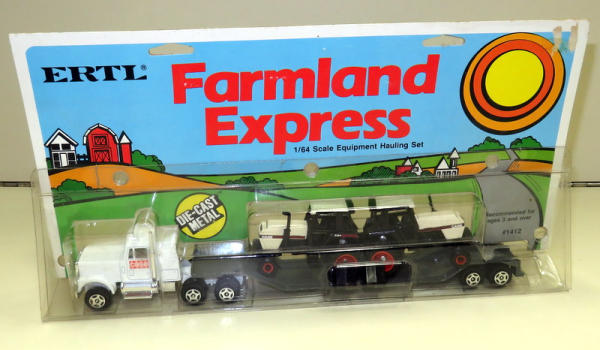 ERTL®
Farmland
Express
1/64 Scale Equipment Hauling Set
DIE-CAST
METAL
Recommended for
ages 3 and over
#1412